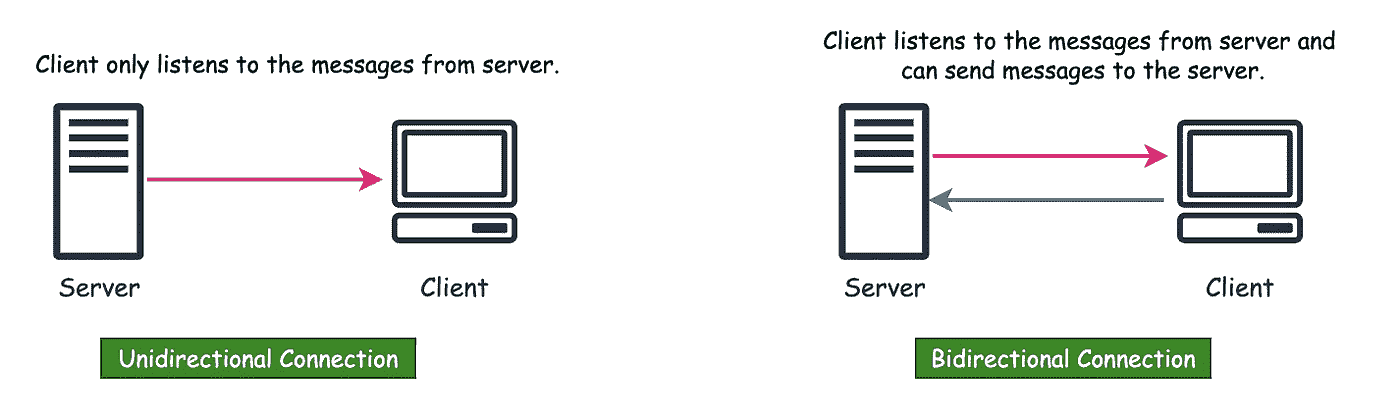 Client only listens to the messages from server.
Server
Client
Unidirectional Connection
Client listens to the messages from server and
can send messages to the server.
Server
Client
Bidirectional Connection